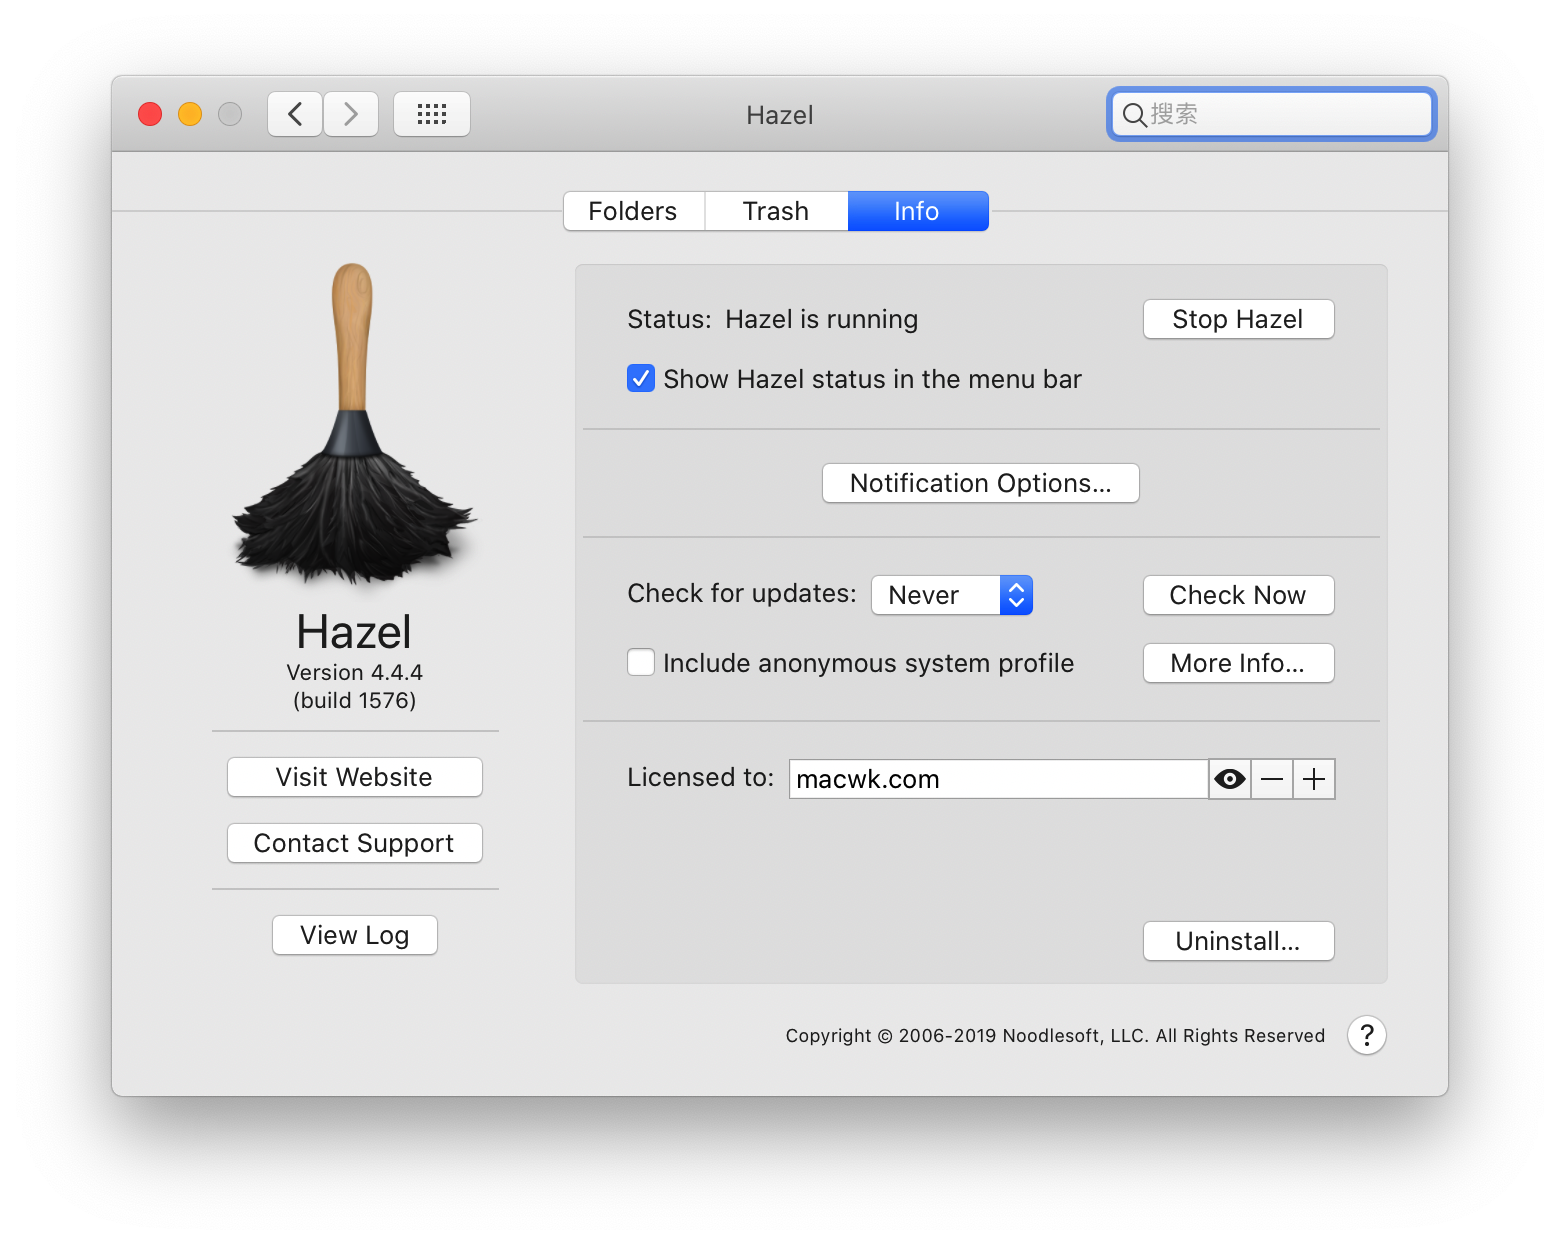 Hazel
搜索
Folders
Trash
Info
Status: Hazel is running
Stop Hazel
Show Hazel status in the menu bar
Notification Options...
Check for updates:
Never
Check Now
Include anonymous system profile
More Info...
Licensed to:
macwk.com
Uninstall...
Hazel
Version 4.4.4
(build 1576)
Visit Website
Contact Support
View Log
Copyright © 2006-2019 Noodlesoft, LLC. All Rights Reserved
?